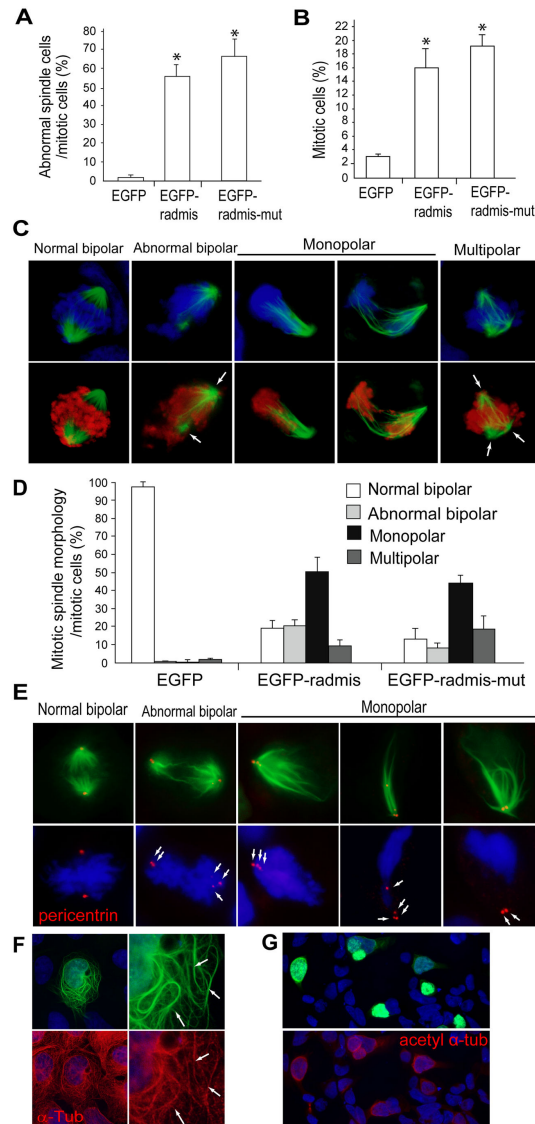 A
Abnormal spindle cells
/mitotic cells (%)
80
70
60
50
40
30
20
10
0
*
*
EGFP
EGFP-
radmis
EGFP-
radmis-mut
B
Mitotic cells (%)
22
20
18
16
14
12
10
8
6
4
2
0
*
*
EGFP
EGFP-
radmis
EGFP-
radmis-mut
C
Normal bipolar
Abnormal bipolar
Monopolar
Multipolar
D
Mitotic spindle morphology
/mitotic cells (%)
100
90
80
70
60
50
40
30
20
10
0
Normal bipolar
Abnormal bipolar
Monopolar
Multipolar
EGFP
EGFP-radmis
EGFP-radmis-mut
E
Normal bipolar
Abnormal bipolar
Monopolar
pericentrin
F
α-Tub
G
acetyl α-tub